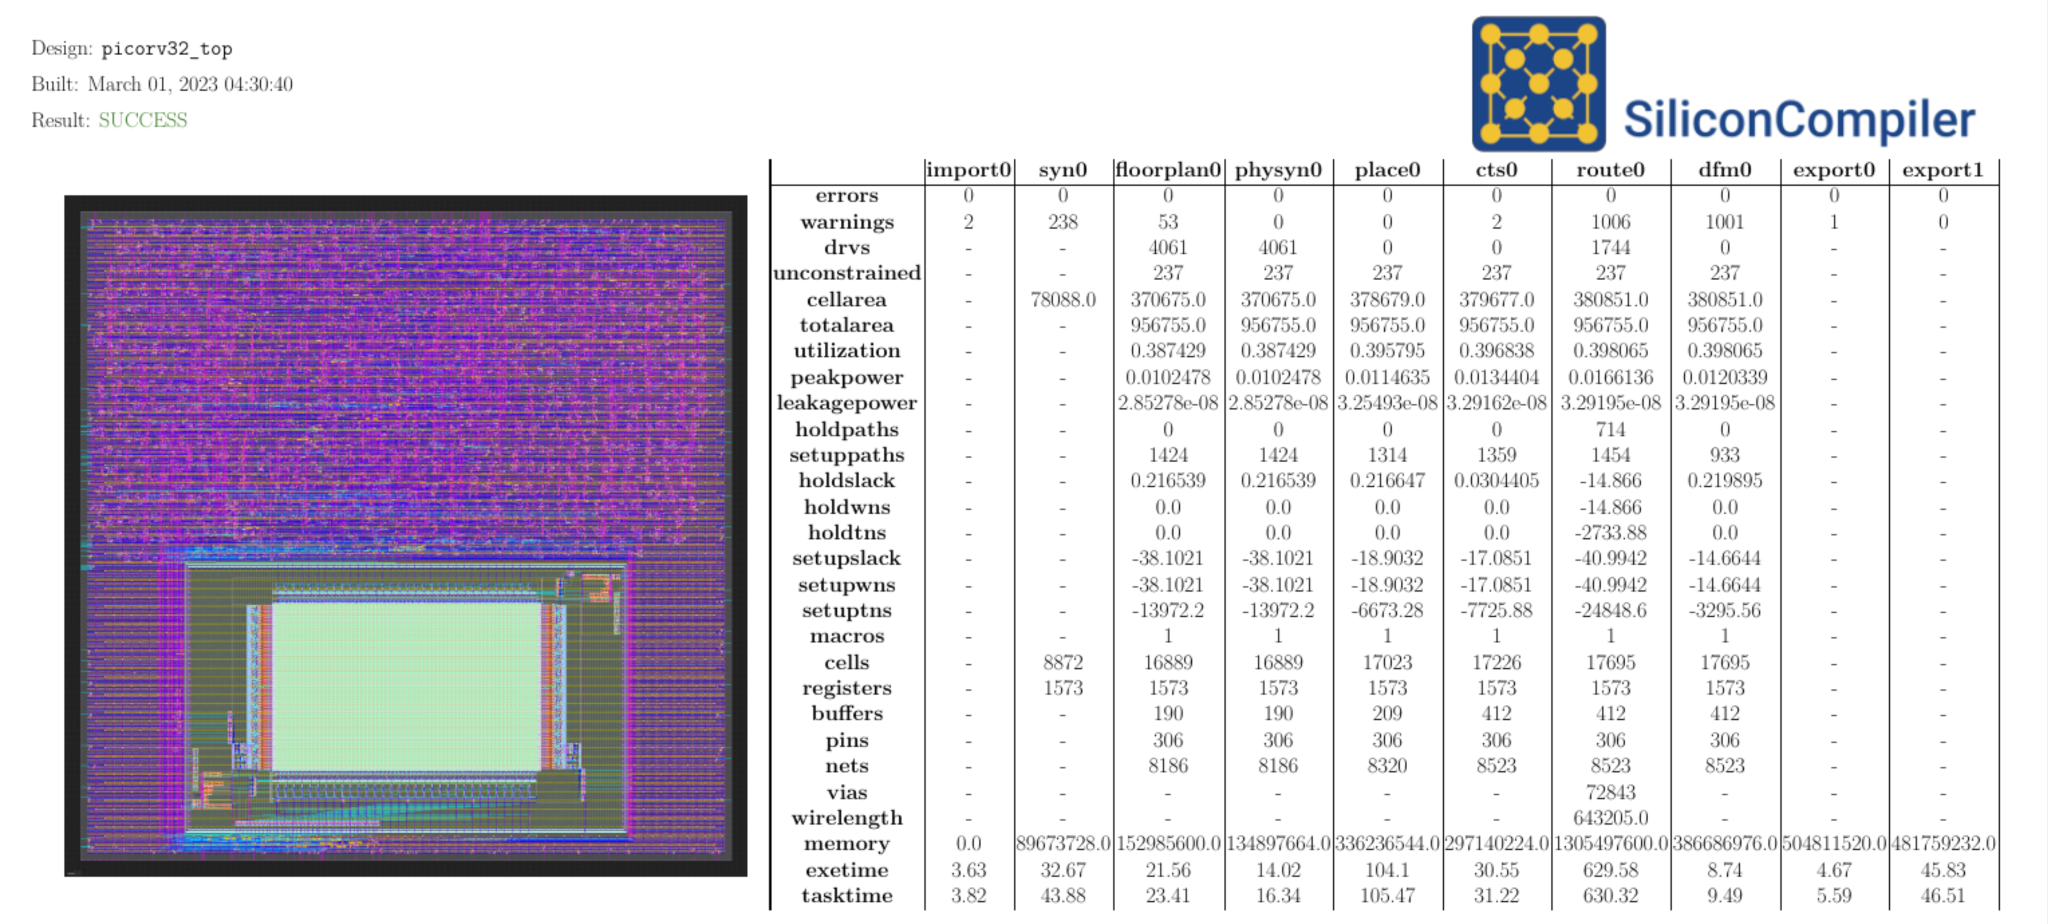 Design: picorv32_top
Built: March 01, 2023 04:30:40
Result: SUCCESS
SiliconCompiler
import0 syn0 floorplan0 physyn0 place0 cts0 route0 dfm0 export0 export1
errors 0 0 0 0 0 0 0 0 0 0
warnings 2 238 53 0 0 2 1006 1001 1 0
drvs - - 4061 4061 0 0 1744 0 - -
unconstrained - - 237 237 237 237 237 237 - -
cellarea - 78088.0 370675.0 370675.0 378679.0 379677.0 380851.0 380851.0 - -
totalarea - - 956755.0 956755.0 956755.0 956755.0 956755.0 956755.0 - -
utilization - - 0.387429 0.387429 0.395795 0.396838 0.398065 0.398065 - -
peakpower - - 0.0102478 0.0102478 0.0114635 0.0134404 0.0166136 0.0120339 - -
leakagepower - - 2.85278e-08 2.85278e-08 3.25493e-08 3.29162e-08 3.29195e-08 3.29195e-08 - -
holdpaths - - 0 0 0 0 714 0 - -
setuppaths - - 1424 1424 1314 1359 1454 933 - -
holdslack - - 0.216539 0.216539 0.216647 0.0304405 -14.866 0.219895 - -
holdwns - - 0.0 0.0 0.0 0.0 -14.866 0.0 - -
holdtns - - 0.0 0.0 0.0 0.0 -2733.88 0.0 - -
setupslack - - -38.1021 -38.1021 -18.9032 -17.0851 -40.9942 -14.6644 - -
setupwns - - -38.1021 -38.1021 -18.9032 -17.0851 -40.9942 -14.6644 - -
setuptns - - -13972.2 -13972.2 -6673.28 -7725.88 -24848.6 -3295.56 - -
macros - - 1 1 1 1 1 1 - -
cells - 8872 16889 16889 17023 17226 17695 17695 - -
registers - 1573 1573 1573 1573 1573 1573 1573 - -
buffers - - 190 190 209 412 412 412 - -
pins - - 306 306 306 306 306 306 - -
nets - - 8186 8186 8320 8523 8523 8523 - -
vias - - - - - - 72843 - - -
wirelength - - - - - - 643205.0 - - -
memory 0.0 89673728.0 152985600.0 134897664.0 336236544.0 297140224.0 1305497600.0 386686976.0 504811520.0 481759232.0
exetime 3.63 32.67 21.56 14.02 104.1 30.55 629.58 8.74 4.67 45.83
tasktime 3.82 43.88 23.41 16.34 105.47 31.22 630.32 9.49 5.59 46.51